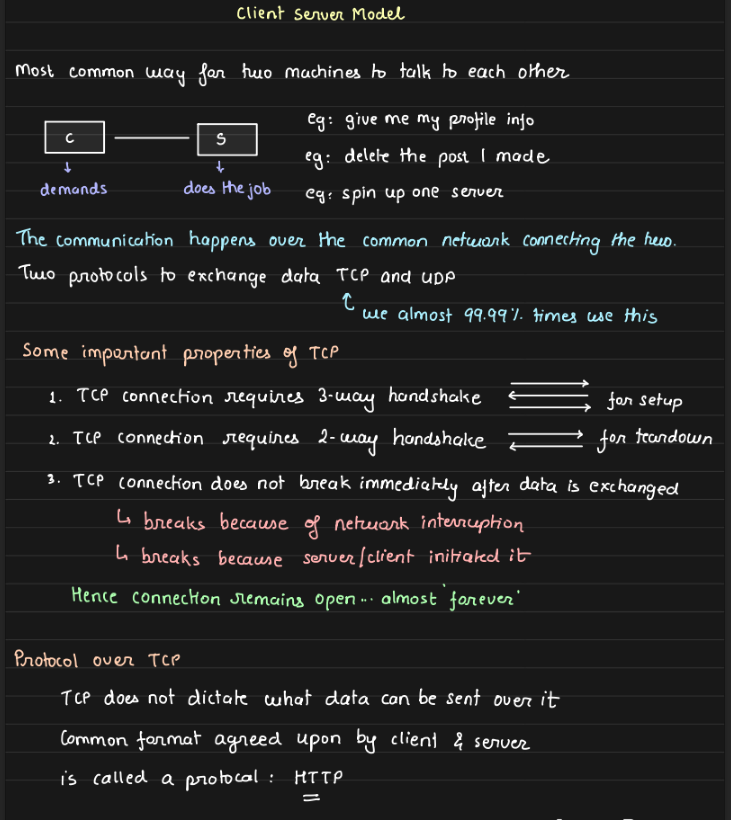 Client Server Model
Most common way for two machines to talk to each other
C
S
demands
does the job
eg: give me my profile info
eg: delete the post I made
eg: spin up one server
The communication happens over the common network connecting the two.
Two protocols to exchange data TCP and UDP
we almost 99.99% times use this
Some important properties of TCP
1. TCP connection requires 3-way handshake
for setup
2. TCP connection requires 2-way handshake
for teardown
3. TCP connection does not break immediately after data is exchanged
breaks because of network interruption
breaks because server/client initiated it
Hence connection remains open... almost 'forever'
Protocol over TCP
TCP does not dictate what data can be sent over it
Common format agreed upon by client & server
is called a protocol : HTTP